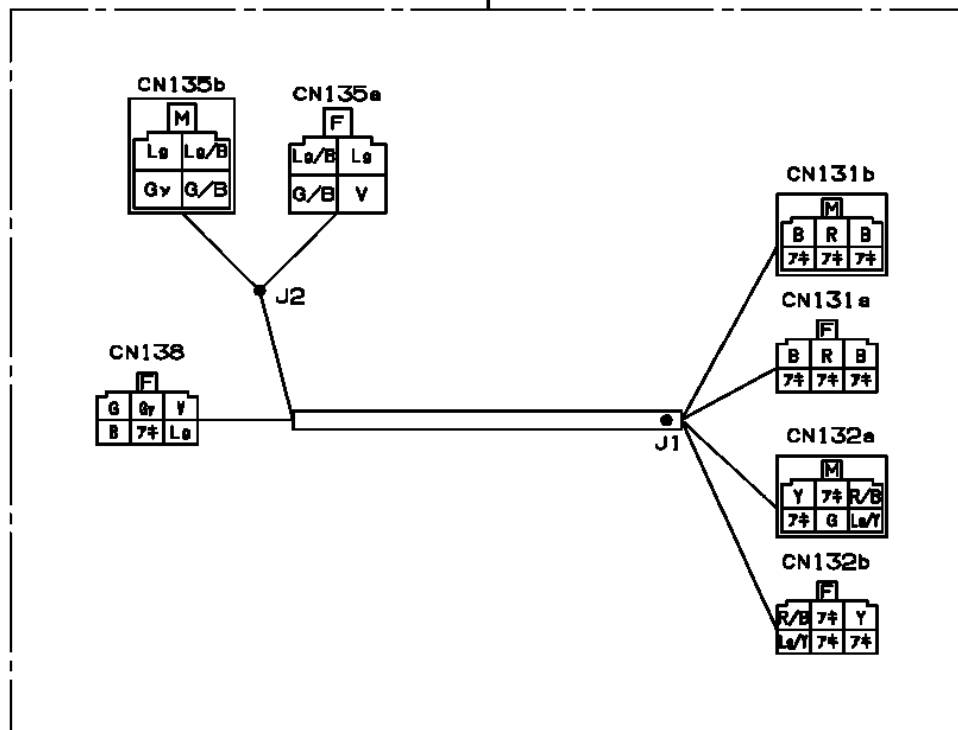 CN135b
M
Lg Lg/B
Gy G/B
CN135a
F
Lg/B Lg
G/B V
J2
CN131b
M
B R B
アキ アキ アキ
CN131a
F
B R B
アキ アキ アキ
CN138
F
G Gy V
B アキ Lg
J1
CN132a
M
Y アキ R/B
アキ G Lg/Y
CN132b
F
R/B アキ Y
Lg/Y アキ アキ